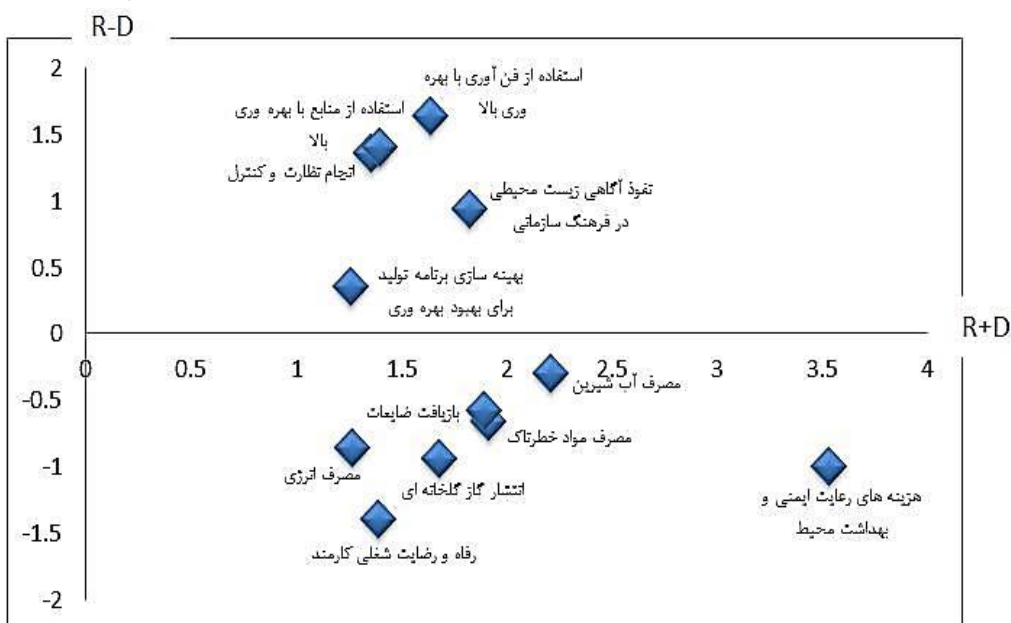 R-D
2
1.5
1
0.5
0
-0.5
-1
-1.5
-2
استفاده از فن آوری با بهره
وری بالا
استفاده از منابع با بهره وری
بالا
انجام نظارت و کنترل
نفوذ آگاهی زیست محیطی
در فرهنگ سازمانی
بهینه سازی برنامه تولید
برای بهبود بهره وری
R+D
0 0.5 1 1.5 2 2.5 3 3.5 4
مصرف آب شیرین
بازیافت ضایعات
مصرف مواد خطرناک
مصرف انرژی
انتشار گاز گلخانه ای
هزینه های رعایت ایمنی و
بهداشت محیط
رفاه و رضایت شغلی کارمند